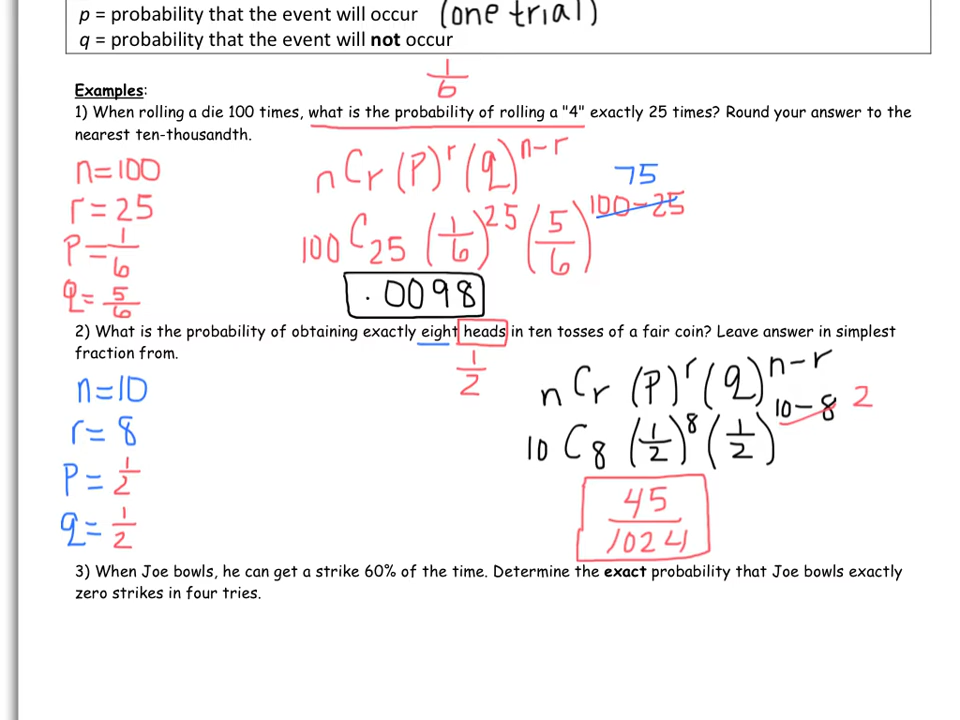 p = probability that the event will occur (one trial)
q = probability that the event will not occur
Examples:
1/6
1) When rolling a die 100 times, what is the probability of rolling a "4" exactly 25 times? Round your answer to the
nearest ten-thousandth.
n=100
r=25
p=1/6
q=5/6
nCr (p)^r (q)^n-r
75
100C25 (1/6)^25 (5/6)^100-25
.0098
2) What is the probability of obtaining exactly eight heads in ten tosses of a fair coin? Leave answer in simplest
fraction from.
1/2
n=10
r=8
p=1/2
q=1/2
nCr (p)^r (q)^n-r
10C8 (1/2)^8 (1/2)^10-8 2
45/1024
3) When Joe bowls, he can get a strike 60% of the time. Determine the exact probability that Joe bowls exactly
zero strikes in four tries.